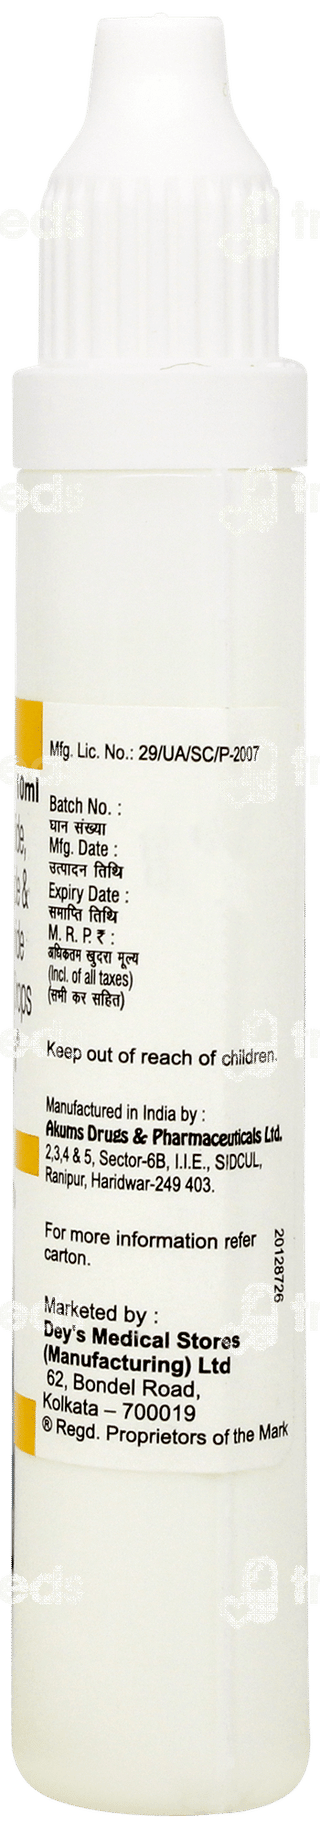 Mfg. Lic. No.: 29/UA/SC/P-2007
Batch No. :
घान संख्या
Mfg. Date :
उत्पादन तिथि
Expiry Date :
समाप्ति तिथि
M. R. P. ₹ :
अधिकतम खुदरा मूल्य
(Incl. of all taxes)
(सभी कर सहित)
Keep out of reach of children.
Manufactured in India by :
Akums Drugs & Pharmaceuticals Ltd.
2,3,4 & 5, Sector-6B, I.I.E., SIDCUL,
Ranipur, Haridwar-249 403.
For more information refer
carton.
20128726
Marketed by :
Dey's Medical Stores
(Manufacturing) Ltd
62, Bondel Road,
Kolkata – 700019
® Regd. Proprietors of the Mark